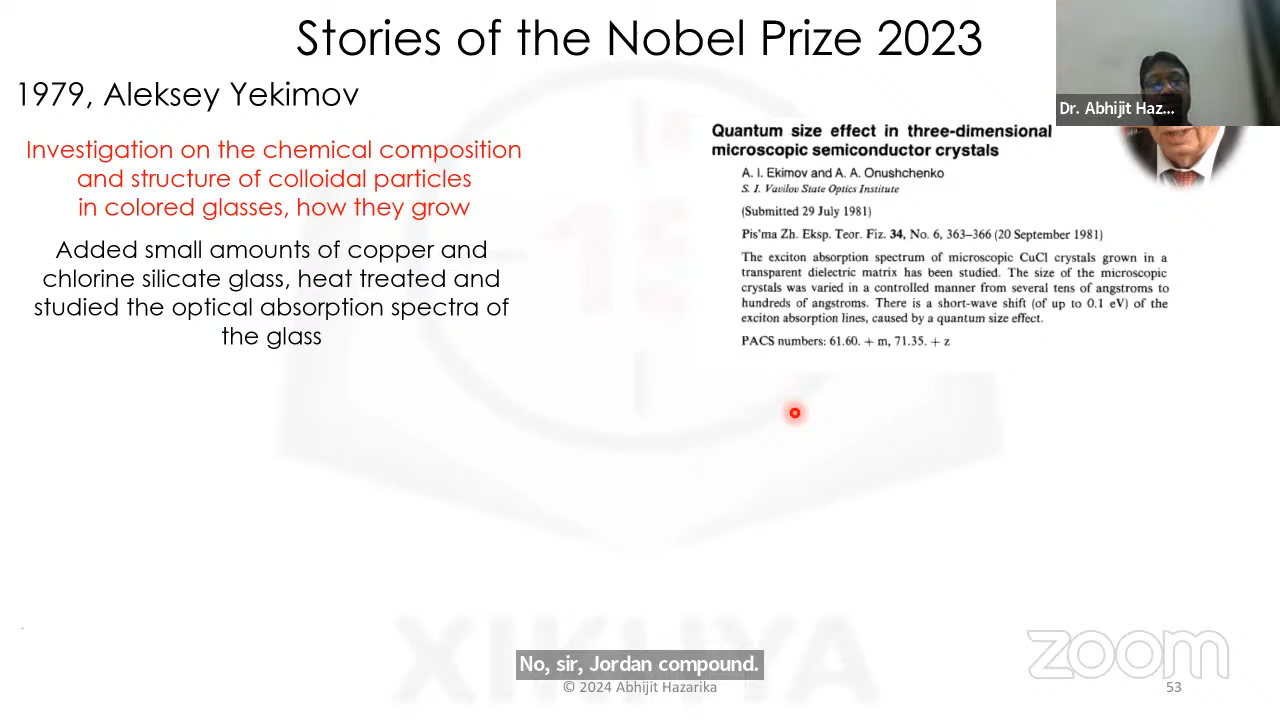 Stories of the Nobel Prize 2023
1979, Aleksey Yekimov
Dr. Abhijit Haz...
Investigation on the chemical composition
and structure of colloidal particles
in colored glasses, how they grow
Added small amounts of copper and
chlorine silicate glass, heat treated and
studied the optical absorption spectra of
the glass
Quantum size effect in three-dimensional
microscopic semiconductor crystals
A. I. Ekimov and A. A. Onushchenko
S. I. Vavilov State Optics Institute
(Submitted 29 July 1981)
Pis'ma Zh. Eksp. Teor. Fiz. 34, No. 6, 363–366 (20 September 1981)
The exciton absorption spectrum of microscopic CuCl crystals grown in a
transparent dielectric matrix has been studied. The size of the microscopic
crystals was varied in a controlled manner from several tens of angstroms to
hundreds of angstroms. There is a short-wave shift (of up to 0.1 eV) of the
exciton absorption lines, caused by a quantum size effect.
PACS numbers: 61.60. + m, 71.35. + z
XIKHYA
zoom
No, sir, Jordan compound.
© 2024 Abhijit Hazarika
53